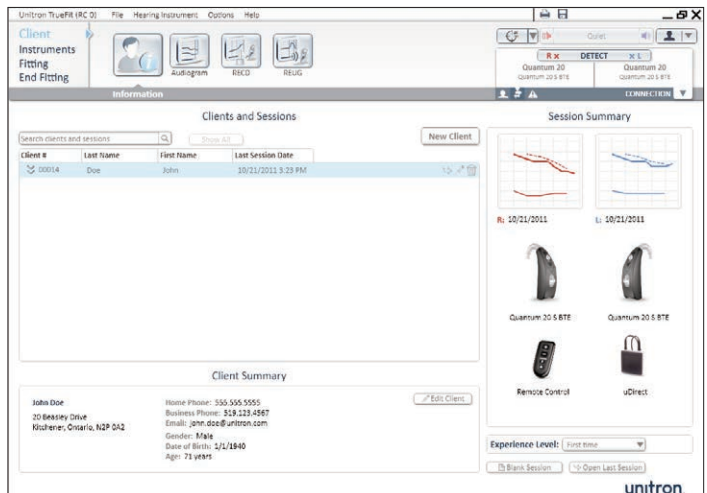 Unitron TrueFit (RC 0) File Hearing Instrument Options Help
Client
Instruments
Fitting
End Fitting
Audiogram RECD REUG
Information
Quiet
R X DETECT X L
Quantum 20 Quantum 20
Quantum 20 S BTE Quantum 20 S BTE
CONNECTION
Clients and Sessions
Search clients and sessions Show All New Client
Client # Last Name First Name Last Session Date
00014 Doe John 10/21/2011 3:23 PM
Session Summary
R: 10/21/2011 L: 10/21/2011
Quantum 20 S BTE Quantum 20 S BTE
Remote Control uDirect
Client Summary
John Doe
20 Beasley Drive
Kitchener, Ontario, N2P 0A2
Home Phone: 555.555.5555
Business Phone: 519.123.4567
Email: john.doe@unitron.com
Gender: Male
Date of Birth: 1/1/1940
Age: 71 years
Edit Client
Experience Level: First time
Blank Session Open Last Session
unitron